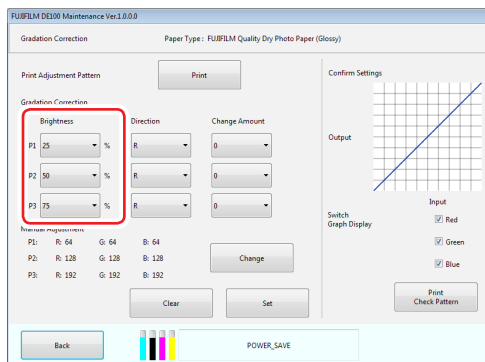 FUJIFILM DE100 Maintenance Ver.1.0.0.0
Gradation Correction Paper Type : FUJIFILM Quality Dry Photo Paper (Glossy)
Print Adjustment Pattern Print Confirm Settings
Gradation Correction
Brightness Direction Change Amount
Output
P1 25 % R 0
P2 50 % R 0
P3 75 % R 0
Input
Switch
Graph Display
Red
Green
Blue
Manual Adjustment
P1: R: 64 G: 64 B: 64
P2: R: 128 G: 128 B: 128
P3: R: 192 G: 192 B: 192
Change
Clear Set
Print
Check Pattern
Back POWER_SAVE